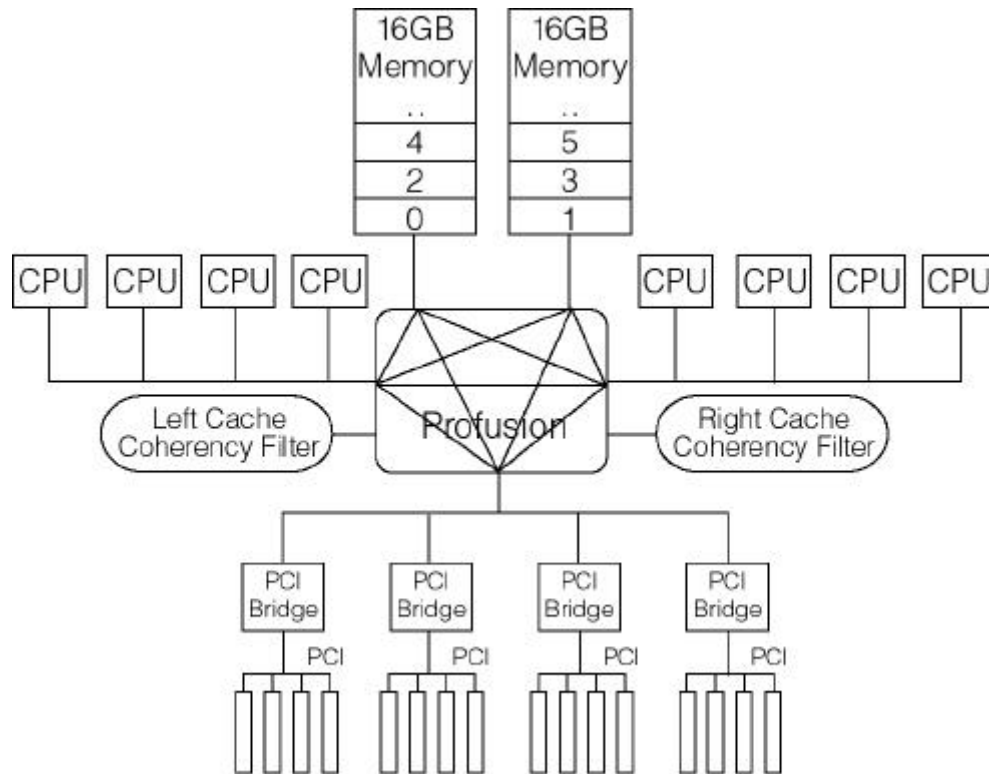 16GB
Memory
..
4
2
0
16GB
Memory
..
5
3
1
CPU
CPU
CPU
CPU
CPU
CPU
CPU
CPU
Left Cache
Coherency Filter
Profusion
Right Cache
Coherency Filter
PCI
Bridge
PCI
Bridge
PCI
Bridge
PCI
Bridge
PCI
PCI
PCI
PCI